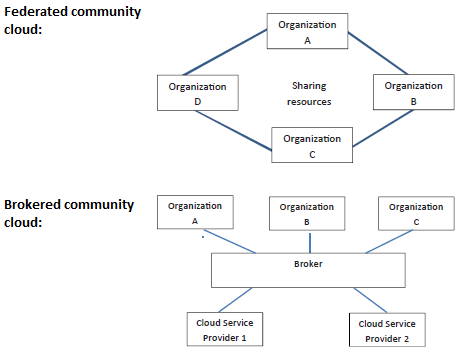 Federated community
cloud:
Organization
A
Organization
D
Sharing
resources
Organization
B
Organization
C
Brokered community
cloud:
Organization
A
Organization
B
Organization
C
Broker
Cloud Service
Provider 1
Cloud Service
Provider 2